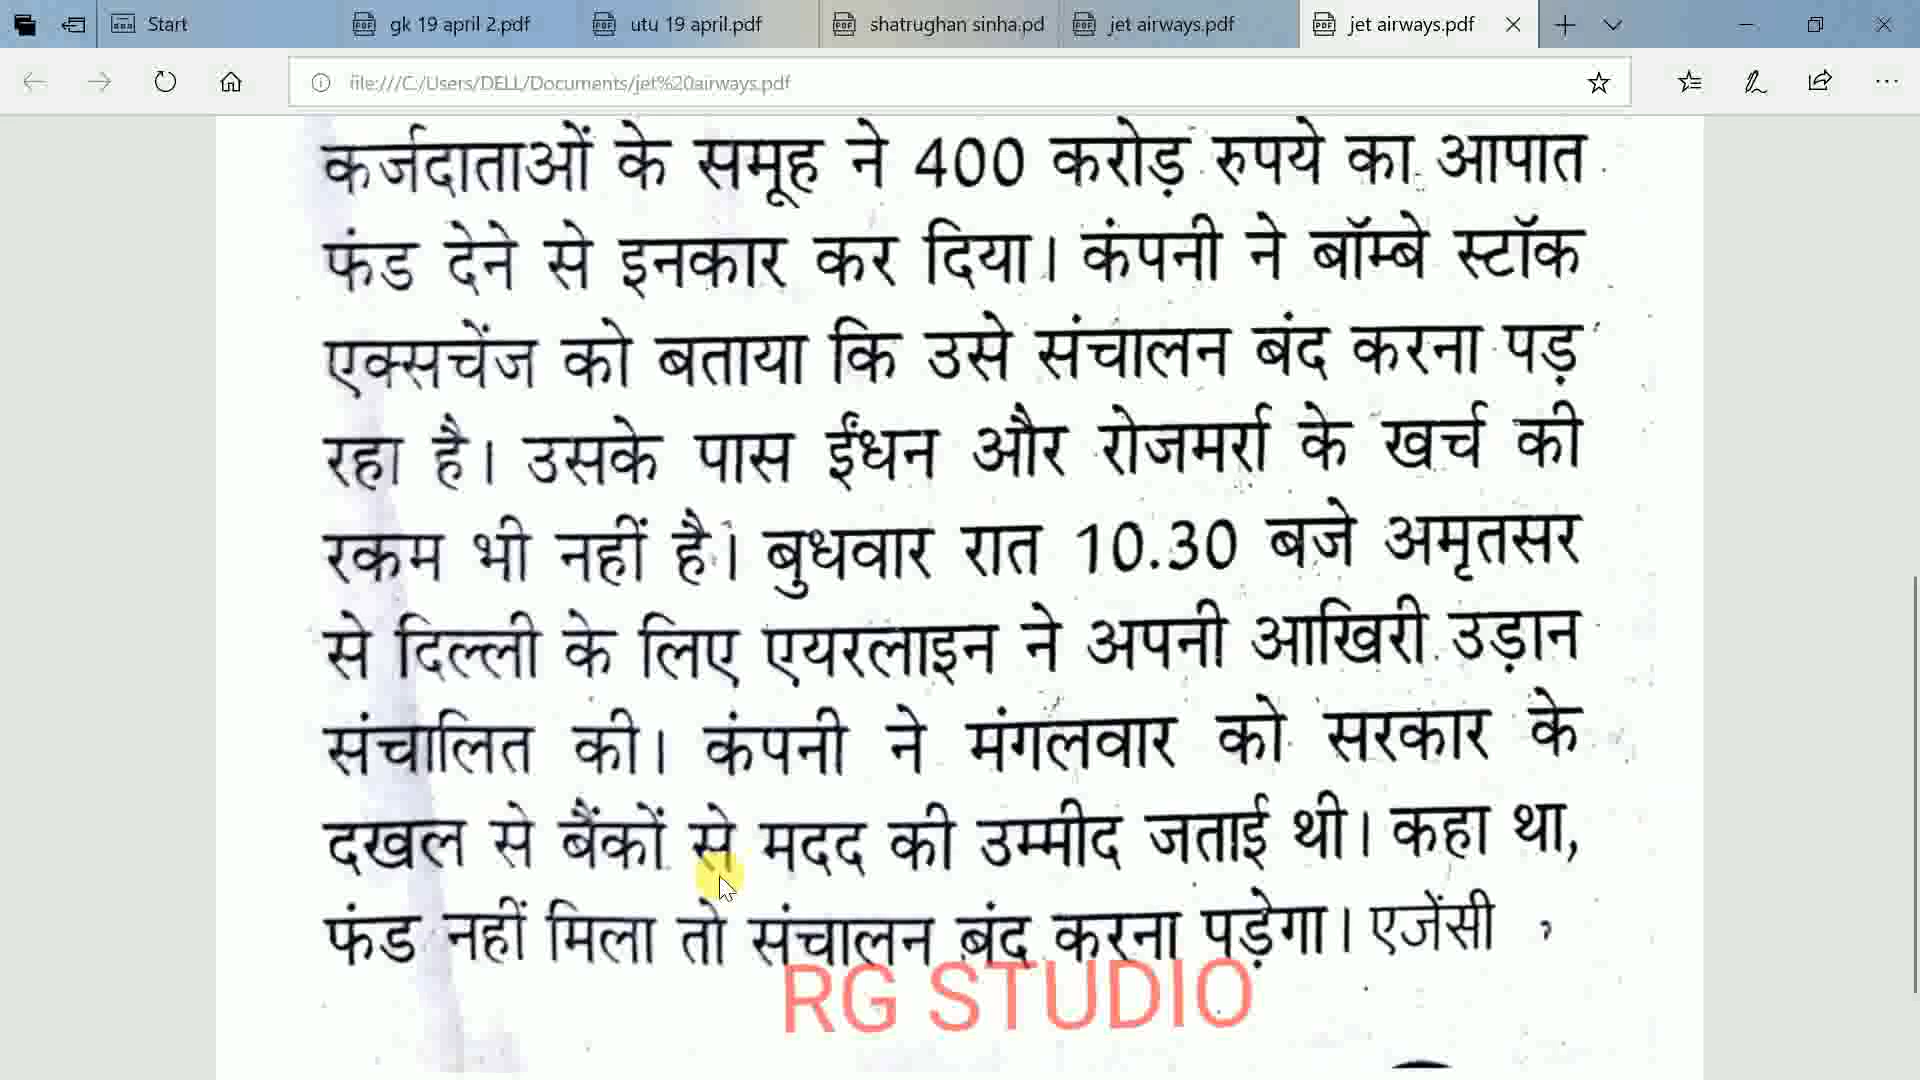 Start
gk 19 april 2.pdf
utu 19 april.pdf
shatrughan sinha.pd
jet airways.pdf
jet airways.pdf
file:///C:/Users/DELL/Documents/jet%20airways.pdf
कर्जदाताओं के समूह ने 400 करोड़ रुपये का आपात
फंड देने से इनकार कर दिया। कंपनी ने बॉम्बे स्टॉक
एक्सचेंज को बताया कि उसे संचालन बंद करना पड़
रहा है। उसके पास ईंधन और रोजमर्रा के खर्च की
रकम भी नहीं है। बुधवार रात 10.30 बजे अमृतसर
से दिल्ली के लिए एयरलाइन ने अपनी आखिरी उड़ान
संचालित की। कंपनी ने मंगलवार को सरकार के
दखल से बैंकों से मदद की उम्मीद जताई थी। कहा था,
फंड नहीं मिला तो संचालन बंद करना पड़ेगा। एजेंसी
RG STUDIO